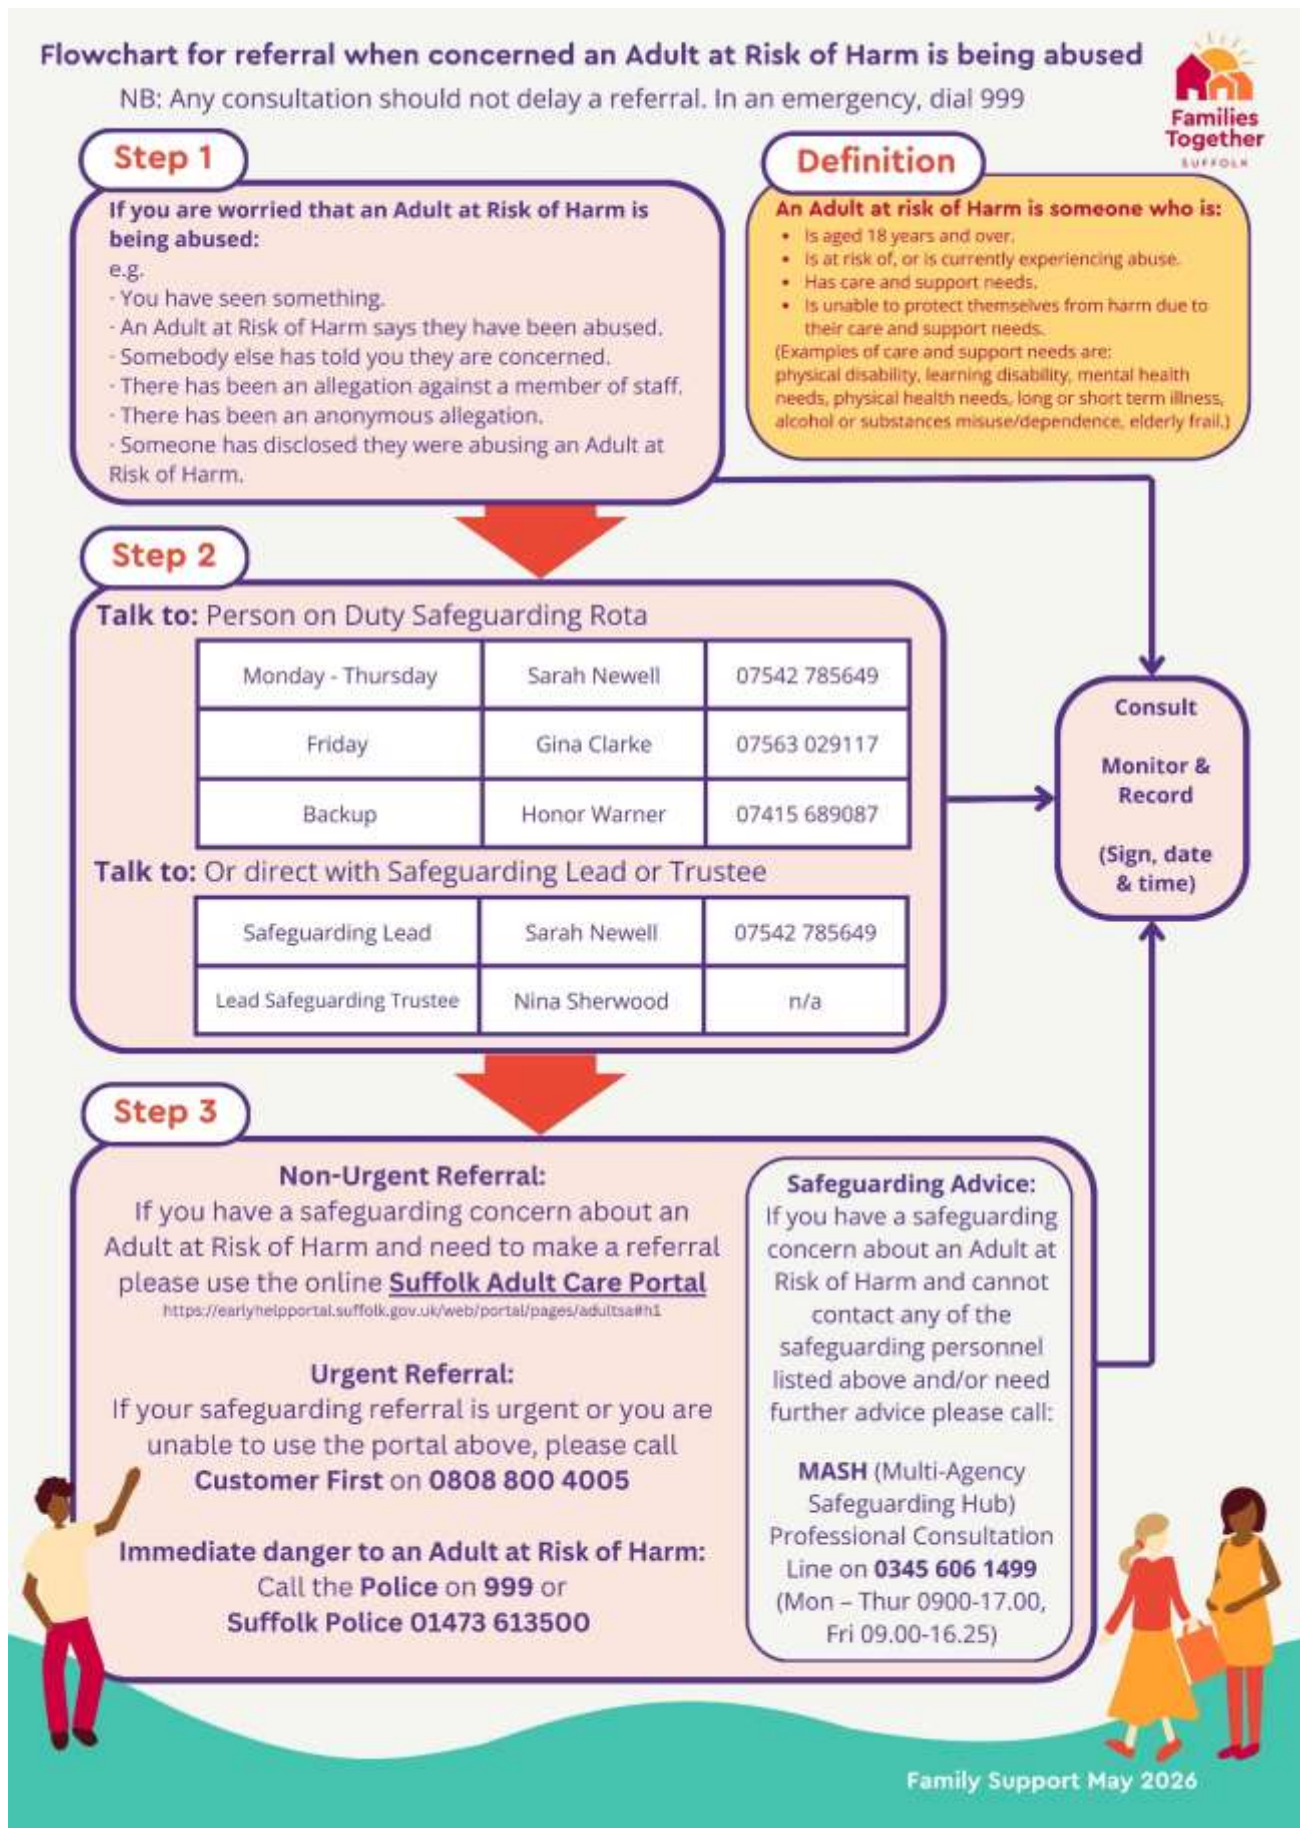 Flowchart for referral when concerned an Adult at Risk of Harm is being abused
NB: Any consultation should not delay a referral. In an emergency, dial 999
Families
Together
SUFFOLK
Step 1
If you are worried that an Adult at Risk of Harm is
being abused:
e.g.
· You have seen something.
· An Adult at Risk of Harm says they have been abused.
· Somebody else has told you they are concerned.
· There has been an allegation against a member of staff.
· There has been an anonymous allegation.
· Someone has disclosed they were abusing an Adult at
Risk of Harm.
Definition
An Adult at risk of Harm is someone who is:
• Is aged 18 years and over.
• Is at risk of, or is currently experiencing abuse.
• Has care and support needs.
• Is unable to protect themselves from harm due to
their care and support needs.
(Examples of care and support needs are:
physical disability, learning disability, mental health
needs, physical health needs, long or short term illness,
alcohol or substances misuse/dependence, elderly frail.)
Step 2
Talk to: Person on Duty Safeguarding Rota
Monday - Thursday Sarah Newell 07542 785649
Friday Gina Clarke 07563 029117
Backup Honor Warner 07415 689087
Talk to: Or direct with Safeguarding Lead or Trustee
Safeguarding Lead Sarah Newell 07542 785649
Lead Safeguarding Trustee Nina Sherwood n/a
Consult
Monitor &
Record
(Sign, date
& time)
Step 3
Non-Urgent Referral:
If you have a safeguarding concern about an
Adult at Risk of Harm and need to make a referral
please use the online Suffolk Adult Care Portal
https://earlyhelpportal.suffolk.gov.uk/web/portal/pages/adultsa#h1
Urgent Referral:
If your safeguarding referral is urgent or you are
unable to use the portal above, please call
Customer First on 0808 800 4005
Immediate danger to an Adult at Risk of Harm:
Call the Police on 999 or
Suffolk Police 01473 613500
Safeguarding Advice:
If you have a safeguarding
concern about an Adult at
Risk of Harm and cannot
contact any of the
safeguarding personnel
listed above and/or need
further advice please call:
MASH (Multi-Agency
Safeguarding Hub)
Professional Consultation
Line on 0345 606 1499
(Mon – Thur 0900-17.00,
Fri 09.00-16.25)
Family Support May 2026